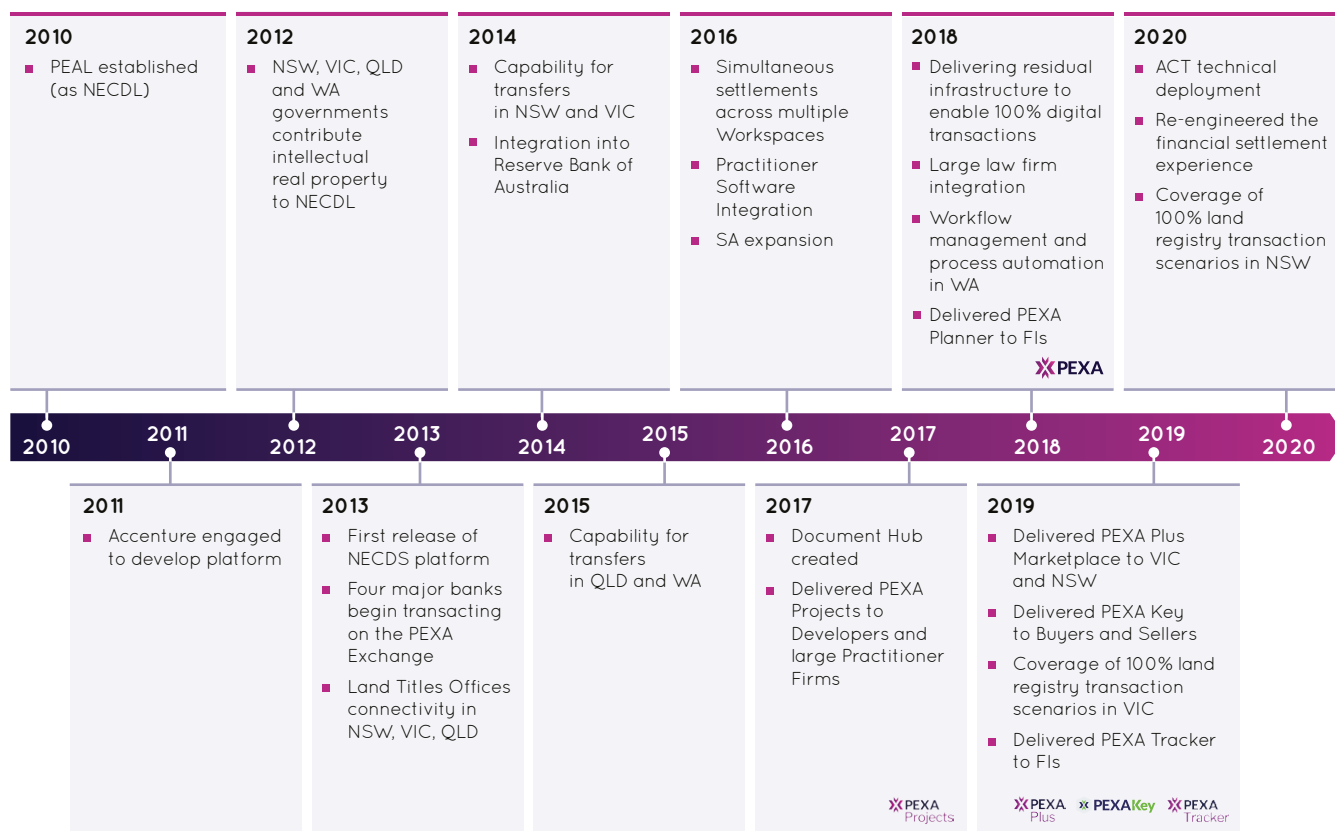 2010
PEAL established
(as NECDL)
2012
NSW, VIC, QLD
and WA
governments
contribute
intellectual
real property
to NECDL
2014
Capability for
transfers
in NSW and VIC
Integration into
Reserve Bank of
Australia
2016
Simultaneous
settlements
across multiple
Workspaces
Practitioner
Software
Integration
SA expansion
2018
Delivering residual
infrastructure to
enable 100% digital
transactions
Large law firm
integration
Workflow
management and
process automation
in WA
Delivered PEXA
Planner to FIs
PEXA
2020
ACT technical
deployment
Re-engineered the
financial settlement
experience
Coverage of
100% land
registry transaction
scenarios in NSW
2010 2011 2012 2013 2014 2015 2016 2017 2018 2019 2020
2011
Accenture engaged
to develop platform
2013
First release of
NECDS platform
Four major banks
begin transacting
on the PEXA
Exchange
Land Titles Offices
connectivity in
NSW, VIC, QLD
2015
Capability for
transfers
in QLD and WA
2017
Document Hub
created
Delivered PEXA
Projects to
Developers and
large Practitioner
Firms
PEXA
Projects
2019
Delivered PEXA Plus
Marketplace to VIC
and NSW
Delivered PEXA Key
to Buyers and Sellers
Coverage of 100% land
registry transaction
scenarios in VIC
Delivered PEXA Tracker
to FIs
PEXA
Plus
PEXAKey
PEXA
Tracker